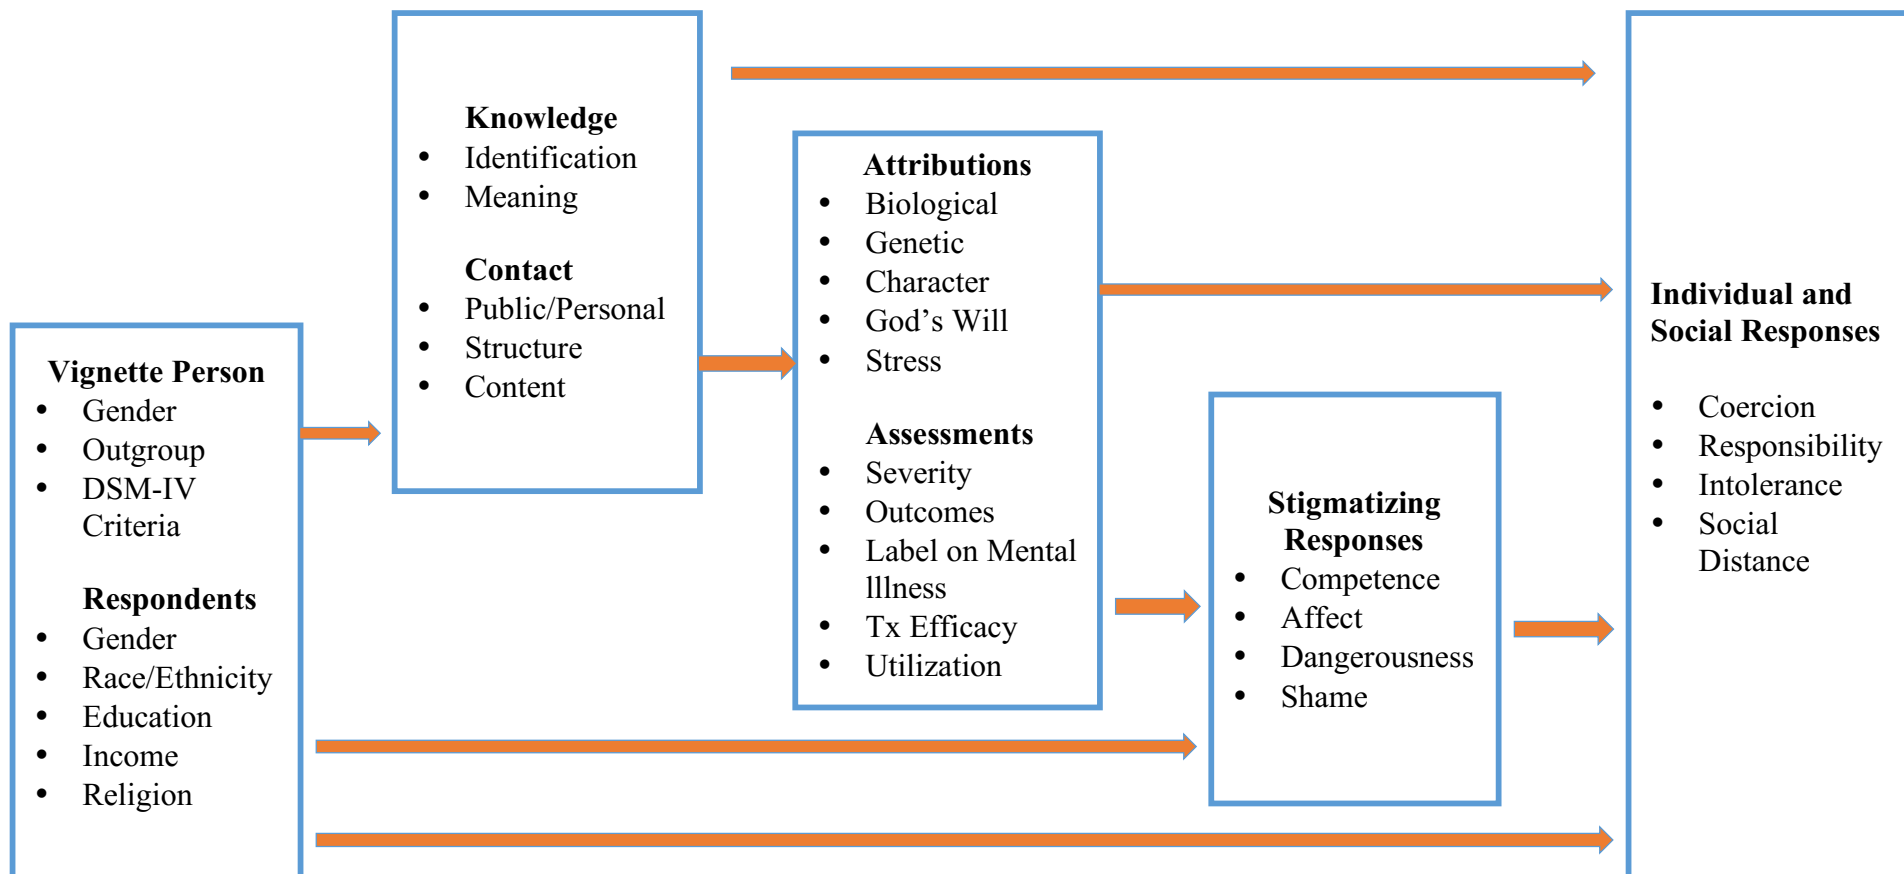 Vignette Person
• Gender
• Outgroup
• DSM-IV
Criteria
Respondents
• Gender
• Race/Ethnicity
• Education
• Income
• Religion
Knowledge
• Identification
• Meaning
Contact
• Public/Personal
• Structure
• Content
Attributions
• Biological
• Genetic
• Character
• God’s Will
• Stress
Assessments
• Severity
• Outcomes
• Label on Mental
lllness
• Tx Efficacy
• Utilization
Stigmatizing
Responses
• Competence
• Affect
• Dangerousness
• Shame
Individual and
Social Responses
• Coercion
• Responsibility
• Intolerance
• Social
Distance